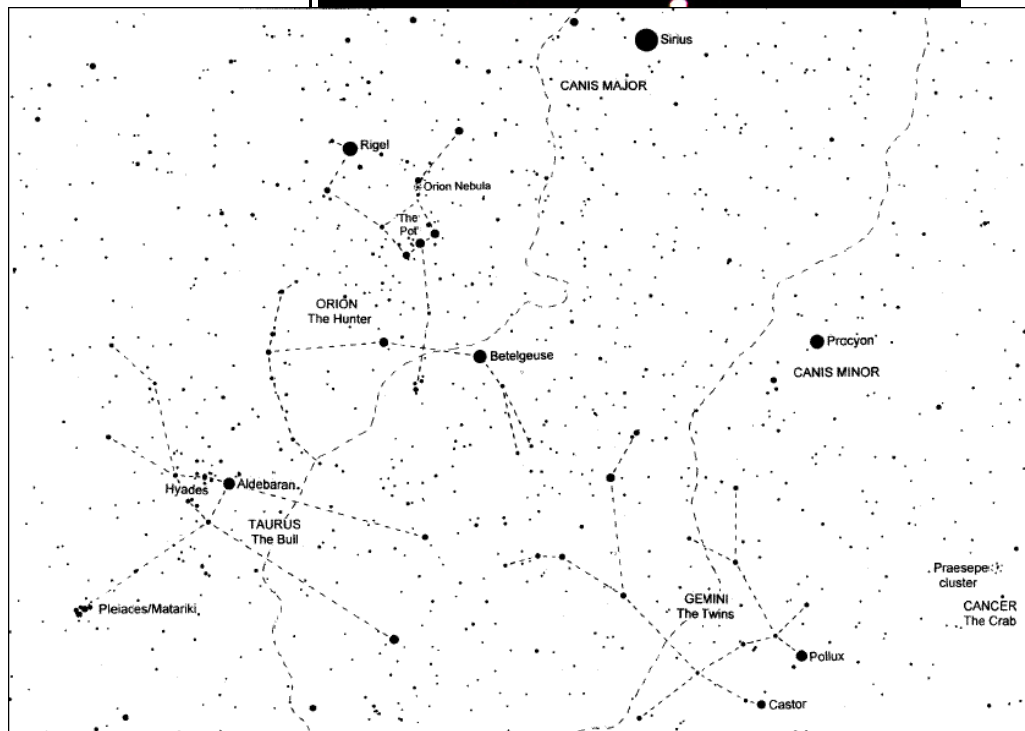 Sirius
CANIS MAJOR
Rigel
Orion Nebula
'The
Pot'
ORION
The Hunter
Betelgeuse
Procyon
CANIS MINOR
Hyades
Aldebaran
TAURUS
The Bull
Praesepe
cluster
GEMINI
The Twins
CANCER
The Crab
Pleiades/Matariki
Pollux
Castor